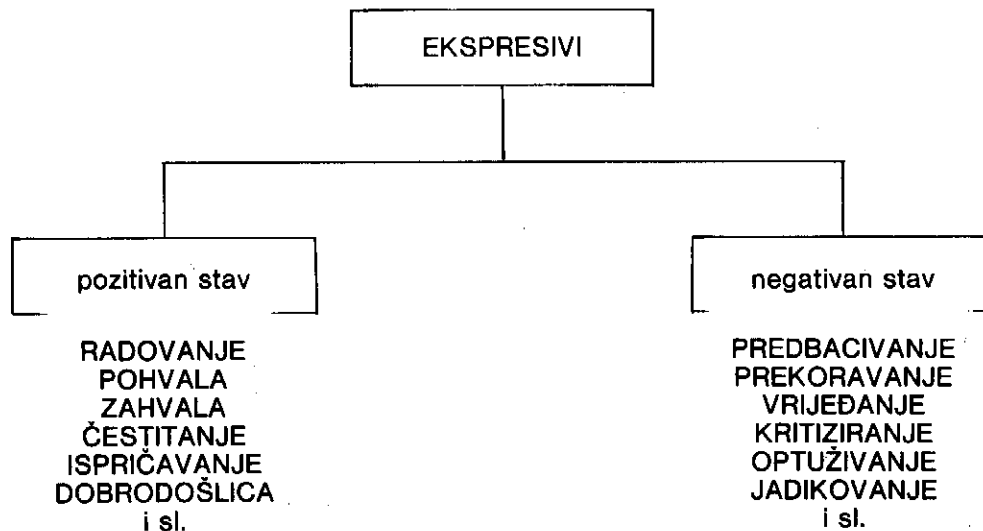 EKSPRESIVI
pozitivan stav
RADOVANJE
POHVALA
ZAHVALA
ČESTITANJE
ISPRIČAVANJE
DOBRODOŠLICA
i sl.
negativan stav
PREDBACIVANJE
PREKORAVANJE
VRIJEĐANJE
KRITIZIRANJE
OPTUŽIVANJE
JADIKOVANJE
i sl.